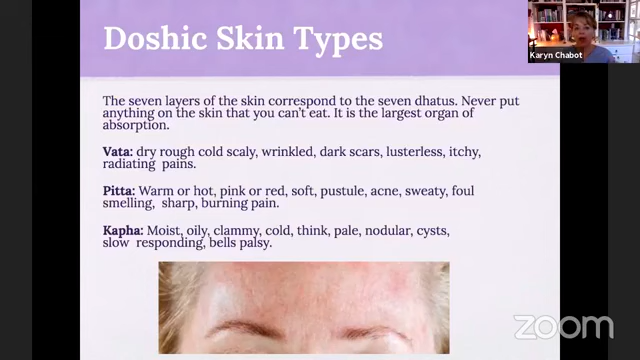 Doshic Skin Types
Karyn Chabot
The seven layers of the skin correspond to the seven dhatus. Never put
anything on the skin that you can't eat. It is the largest organ of
absorption.
Vata: dry rough cold scaly, wrinkled, dark scars, lusterless, itchy,
radiating pains.
Pitta: Warm or hot, pink or red, soft, pustule, acne, sweaty, foul
smelling, sharp, burning pain.
Kapha: Moist, oily, clammy, cold, think, pale, nodular, cysts,
slow responding, bells palsy.
zoom